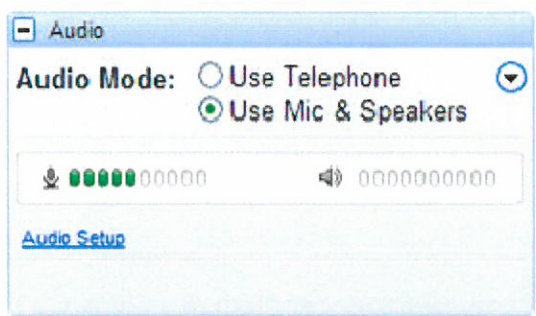 Audio
Audio Mode: Use Telephone
Use Mic & Speakers
Audio Setup